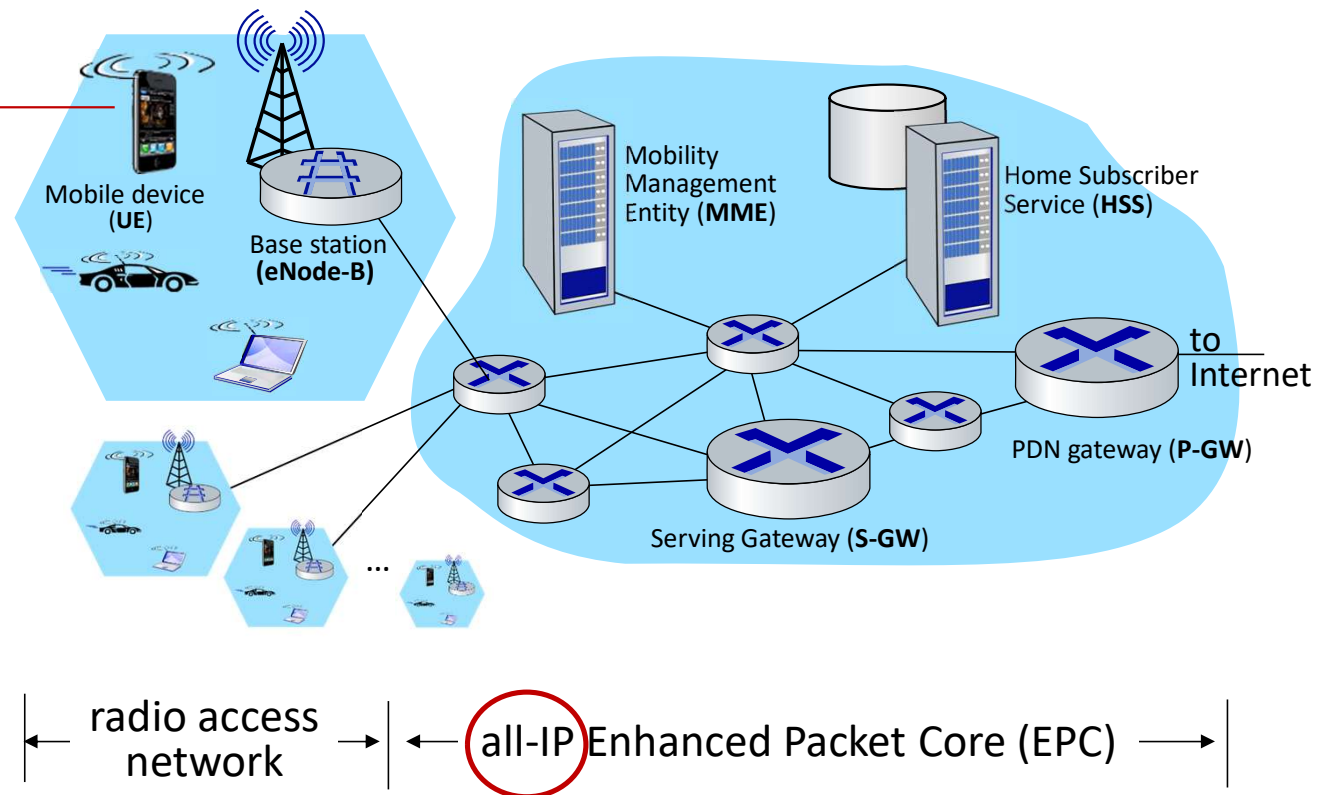 Mobile device
(UE)
Base station
(eNode-B)
Mobility
Management
Entity (MME)
Home Subscriber
Service (HSS)
to
Internet
PDN gateway (P-GW)
Serving Gateway (S-GW)
...
radio access
network
all-IP Enhanced Packet Core (EPC)